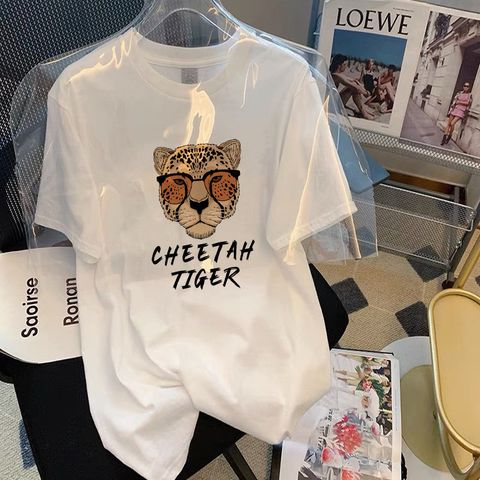 LOEWE
CHEETAH
TIGER
Saoirse
Ronan